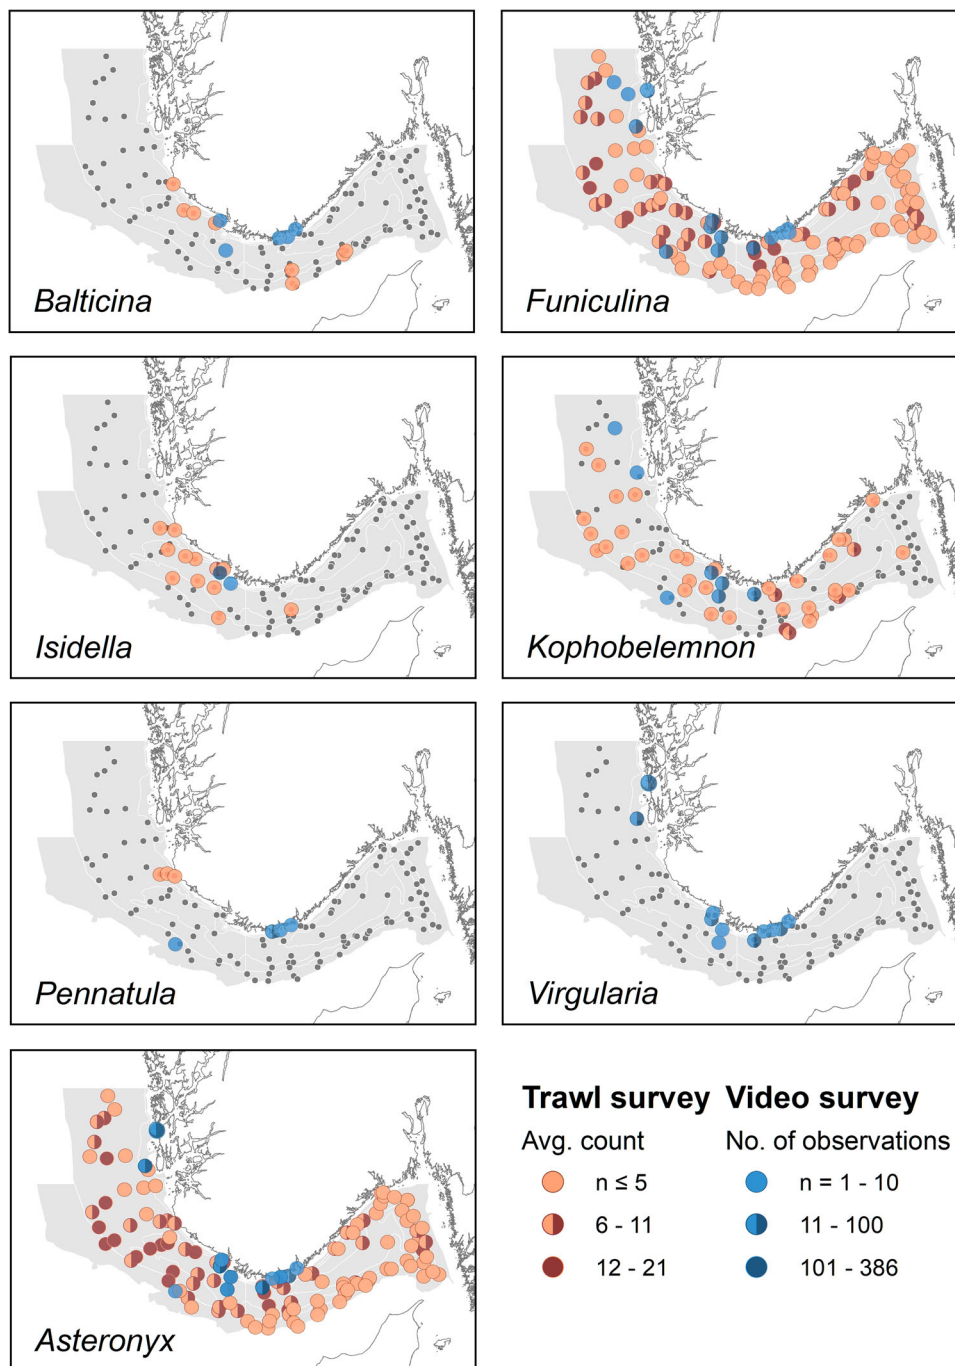 Balticina
Funiculina
Isidella
Kophobelemnon
Pennatula
Virgularia
Asteronyx
Trawl survey Video survey
Avg. count No. of observations
n ≤ 5 n = 1 - 10
6 - 11 11 - 100
12 - 21 101 - 386